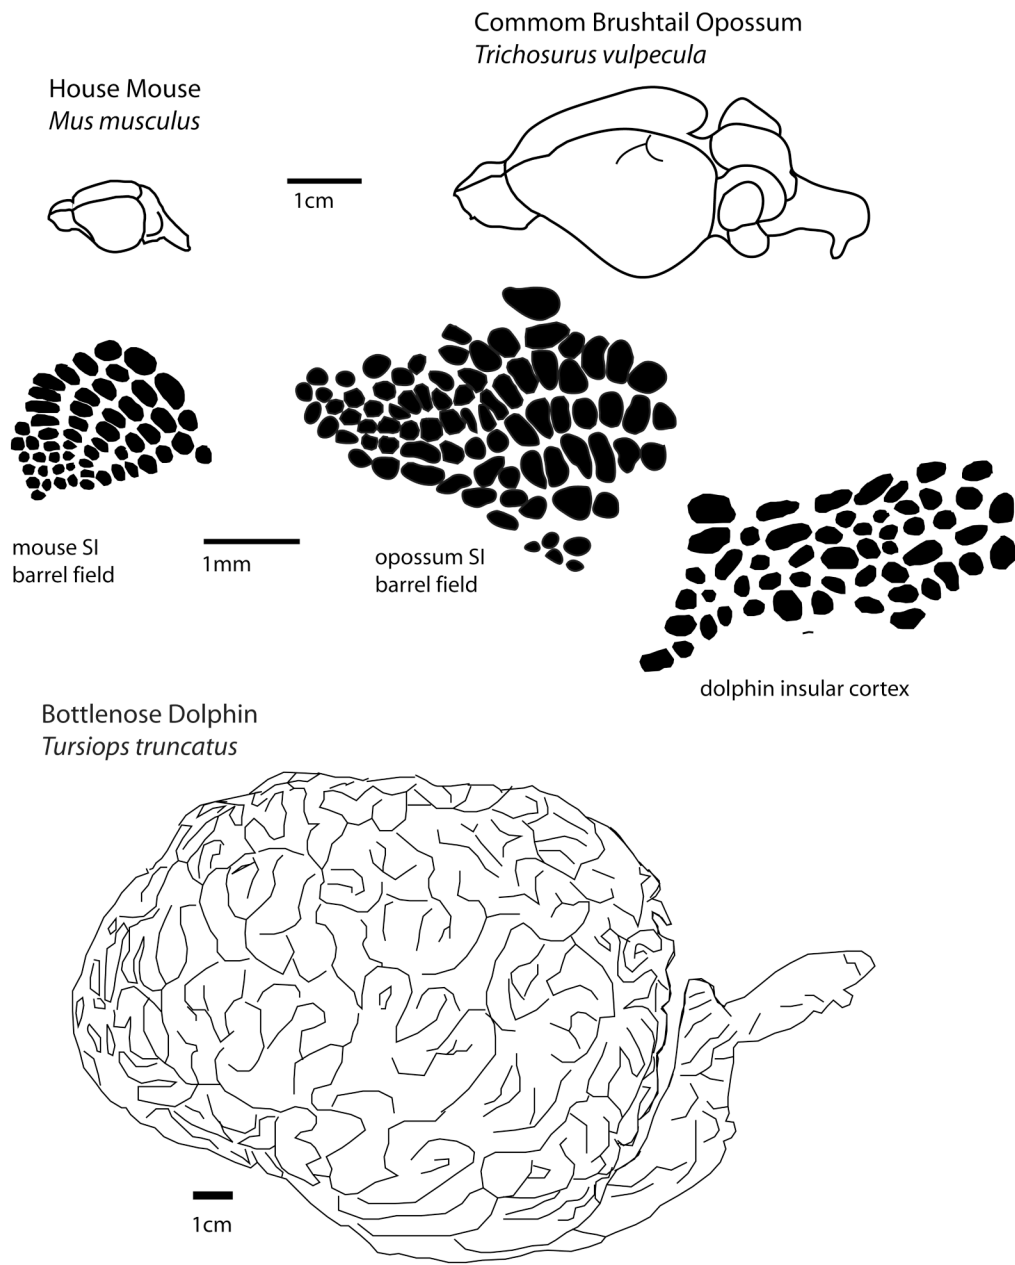 Commom Brushtail Opossum
Trichosurus vulpecula
House Mouse
Mus musculus
1cm
mouse SI
barrel field
1mm
opossum SI
barrel field
dolphin insular cortex
Bottlenose Dolphin
Tursiops truncatus
1cm